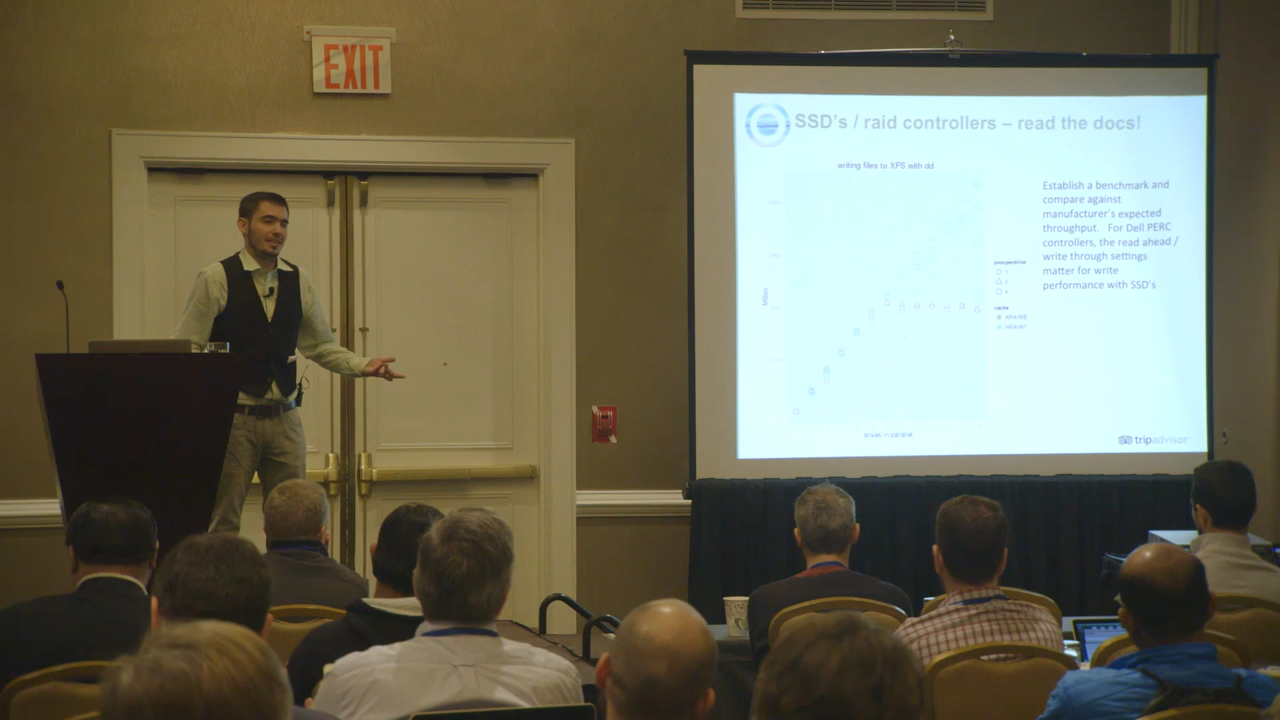 EXIT
SSD's / raid controllers – read the docs!
writing files to XFS with dd
Establish a benchmark and
compare against
manufacturer's expected
throughput. For Dell PERC
controllers, the read ahead /
write through settings
matter for write
performance with SSD's
MB/s
cache
tripadvisor